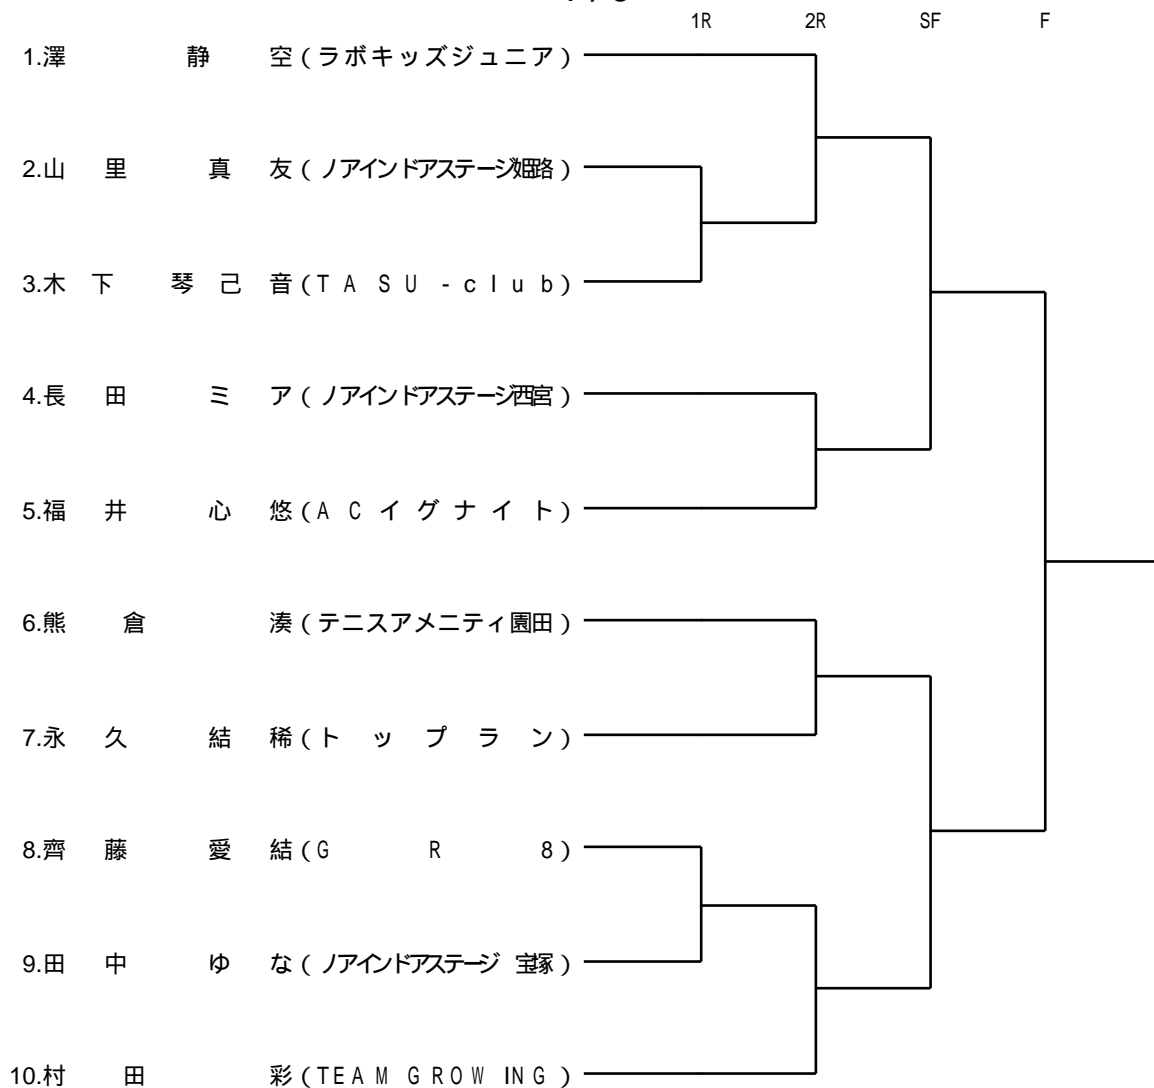 1R 2R SF F
1.澤 静 空(ラボキッズジュニア)
2.山 里 真 友(ノアインドアステージ姫路)
3.木 下 琴 己 音(TASU-club)
4.長 田 ミ ア(ノアインドアステージ西宮)
5.福 井 心 悠(ACイグナイト)
6.熊 倉 湊(テニスアメニティ園田)
7.永 久 結 稀(トップラン)
8.齊 藤 愛 結(GR8)
9.田 中 ゆ な(ノアインドアステージ 宝塚)
10.村 田 彩(TEAM GROWING)